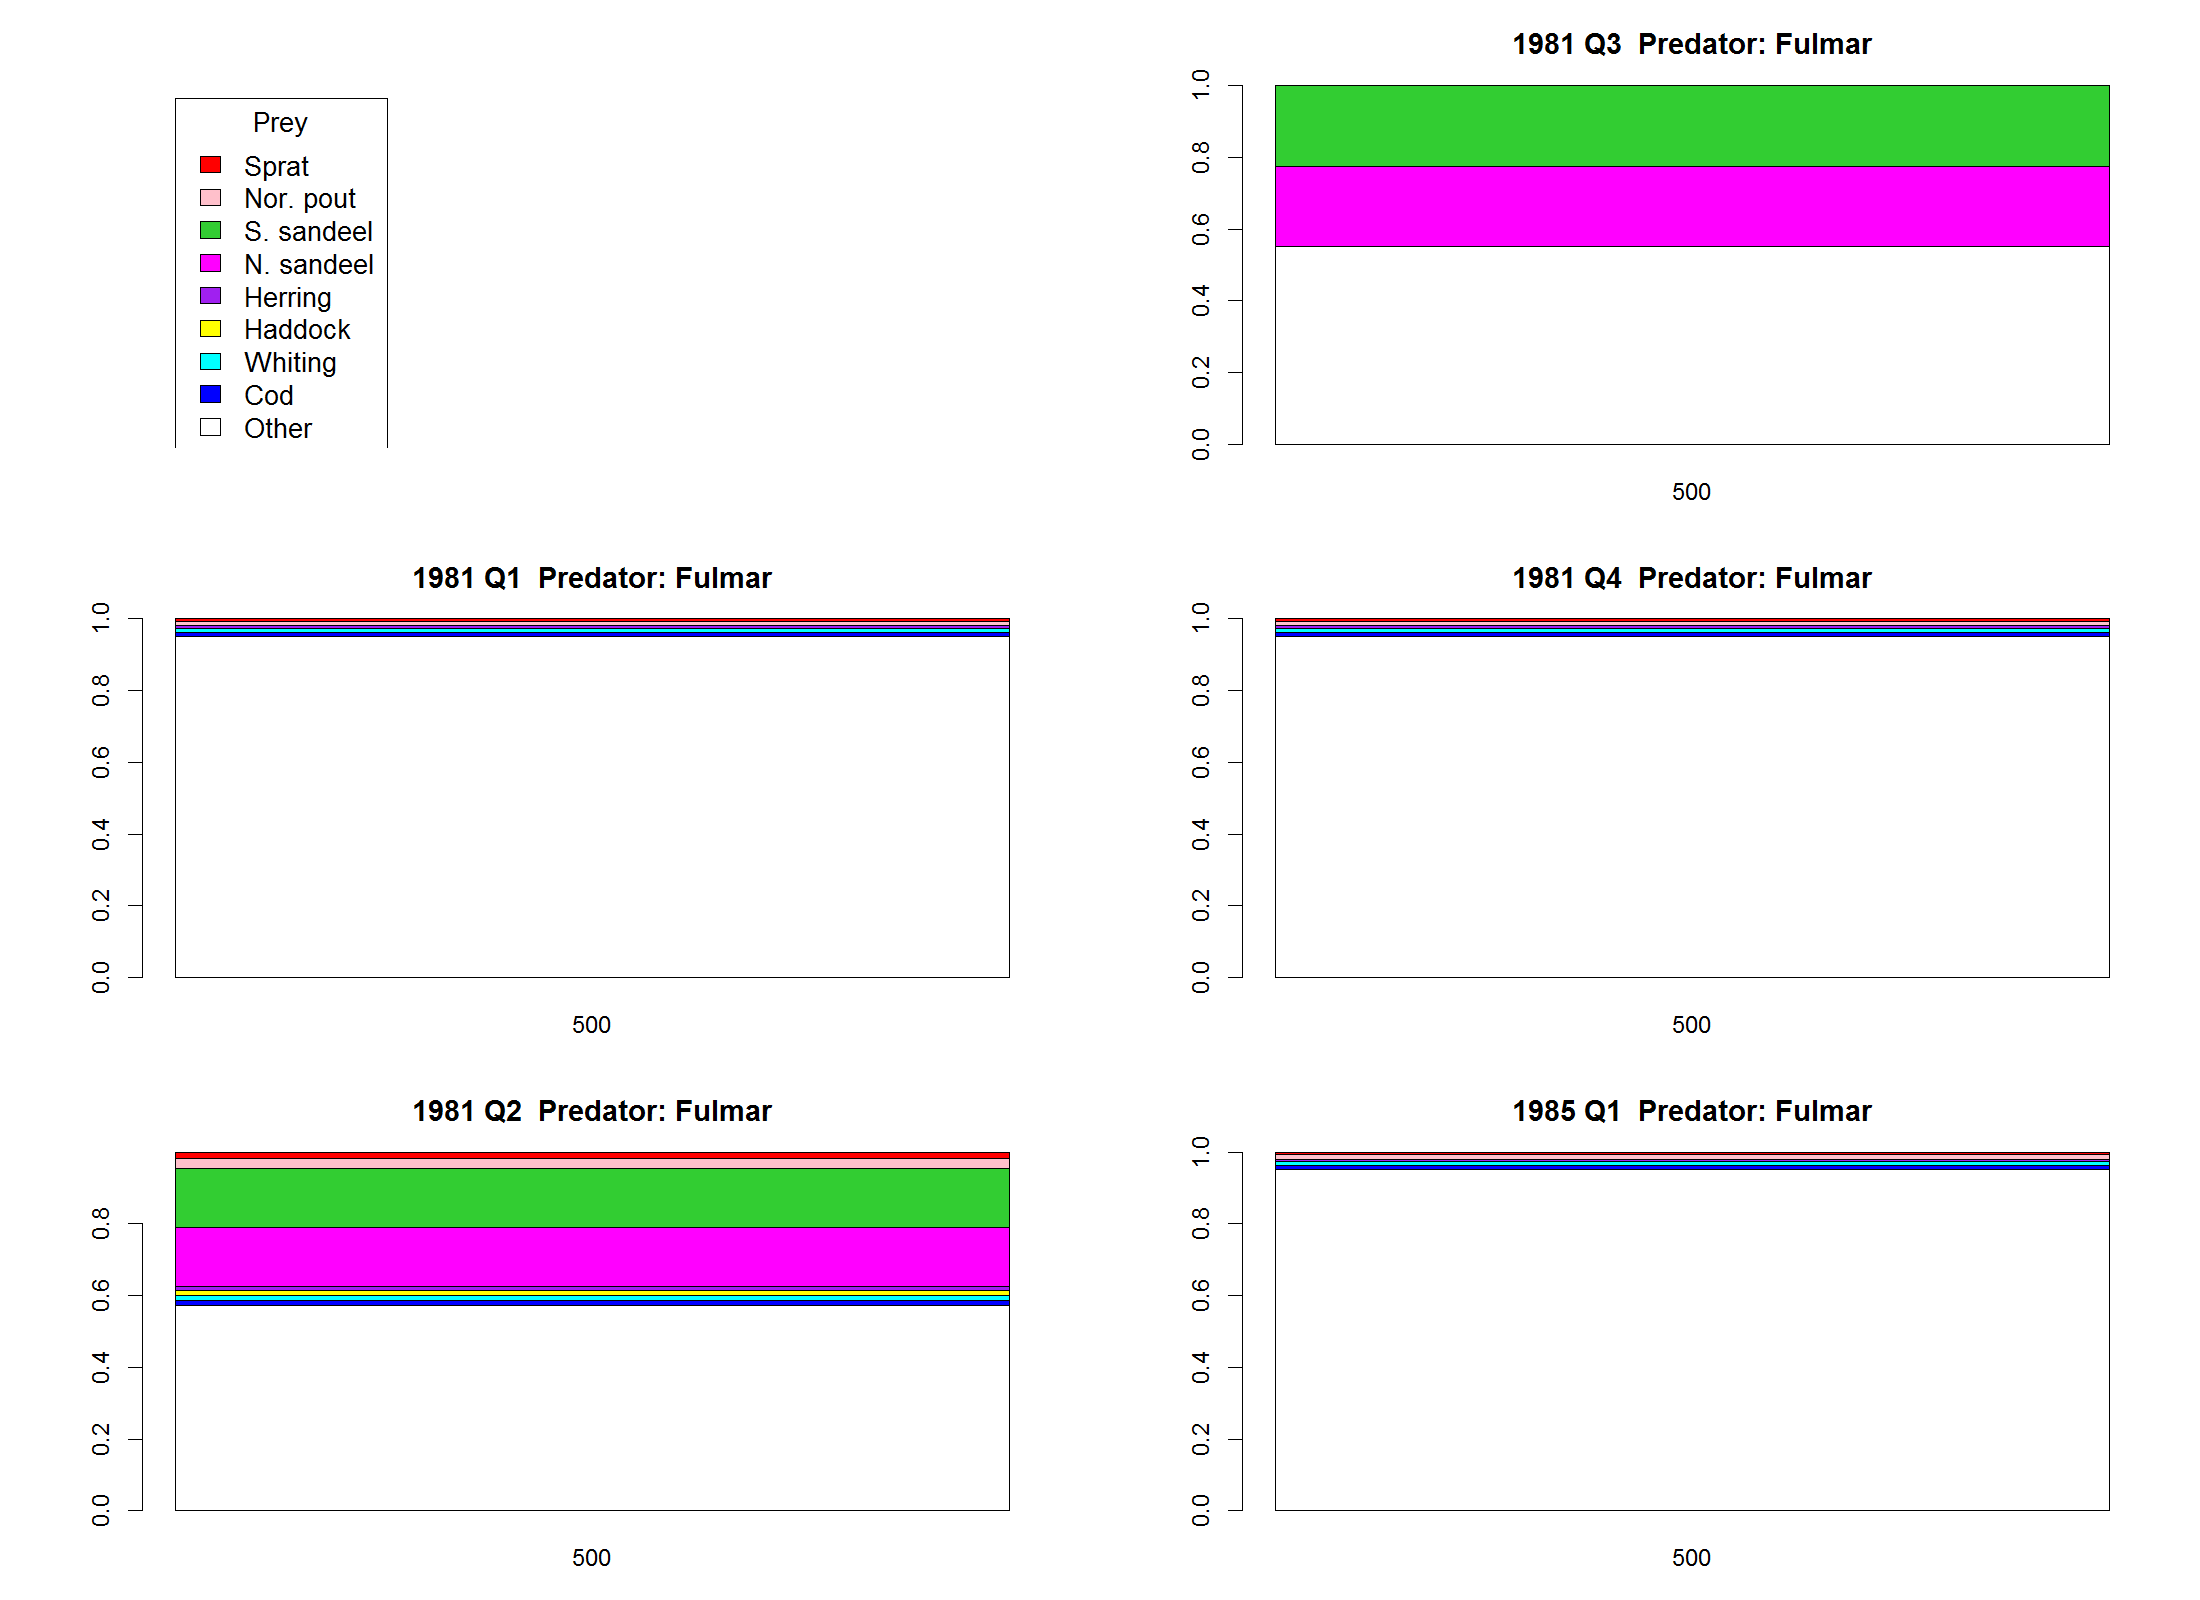 Prey
Sprat
Nor. pout
S. sandeel
N. sandeel
Herring
Haddock
Whiting
Cod
Other
1981 Q3  Predator: Fulmar
1.0
0.8
0.6
0.4
0.2
0.0
500
1981 Q1  Predator: Fulmar
1.0
0.8
0.6
0.4
0.2
0.0
500
1981 Q4  Predator: Fulmar
1.0
0.8
0.6
0.4
0.2
0.0
500
1981 Q2  Predator: Fulmar
0.8
0.6
0.4
0.2
0.0
500
1985 Q1  Predator: Fulmar
1.0
0.8
0.6
0.4
0.2
0.0
500